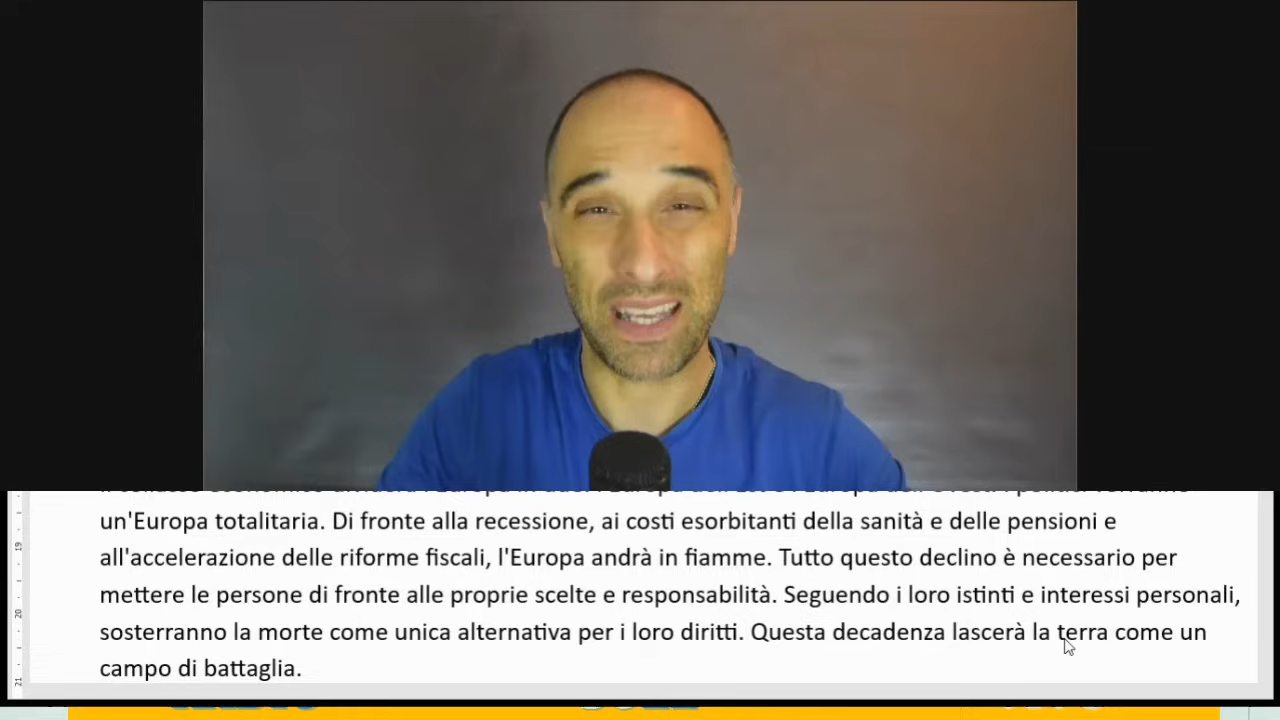 un'Europa totalitaria. Di fronte alla recessione, ai costi esorbitanti della sanità e delle pensioni e
all'accelerazione delle riforme fiscali, l'Europa andrà in fiamme. Tutto questo declino è necessario per
mettere le persone di fronte alle proprie scelte e responsabilità. Seguendo i loro istinti e interessi personali,
sosterranno la morte come unica alternativa per i loro diritti. Questa decadenza lascerà la terra come un
campo di battaglia.
19
20
21